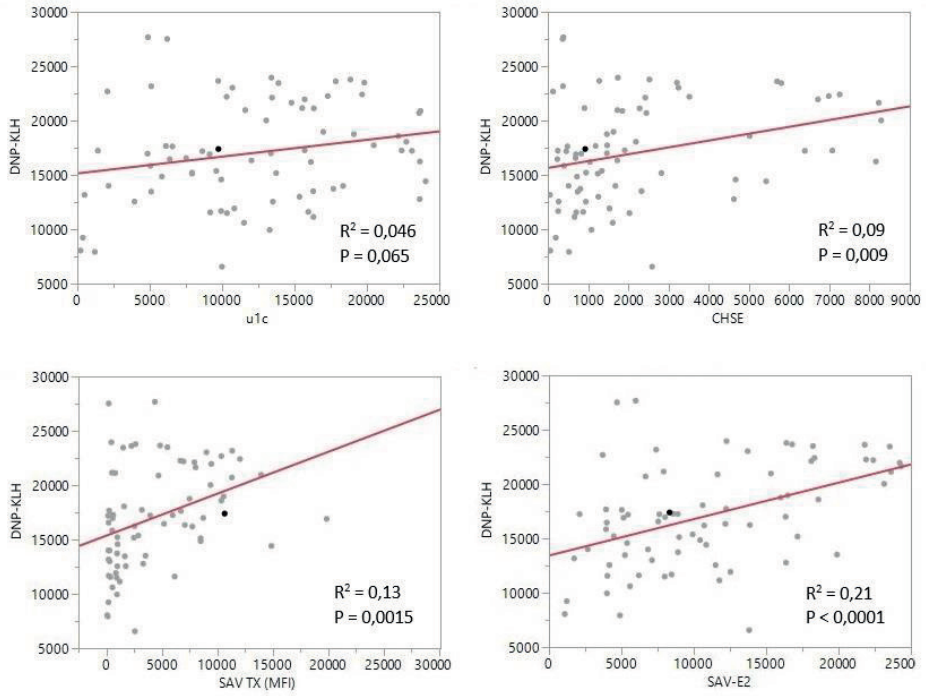 30000
25000
20000
15000
10000
5000
DNP-KLH
R² = 0,046
P = 0,065
0 5000 10000 15000 20000 25000
u1c
30000
25000
20000
15000
10000
5000
DNP-KLH
R² = 0,09
P = 0,009
0 1000 2000 3000 4000 5000 6000 7000 8000 9000
CHSE
30000
25000
20000
15000
10000
5000
DNP-KLH
R² = 0,13
P = 0,0015
0 5000 10000 15000 20000 25000 30000
SAV TX (MFI)
30000
25000
20000
15000
10000
5000
DNP-KLH
R² = 0,21
P < 0,0001
0 2500 5000 7500 10000 12500 15000 17500 20000 22500
SAV-E2